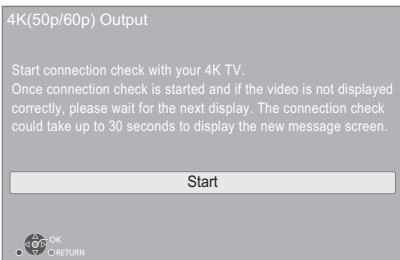 4K(50p/60p) Output
Start connection check with your 4K TV.
Once connection check is started and if the video is not displayed
correctly, please wait for the next display. The connection check
could take up to 30 seconds to display the new message screen.
Start
OK
RETURN